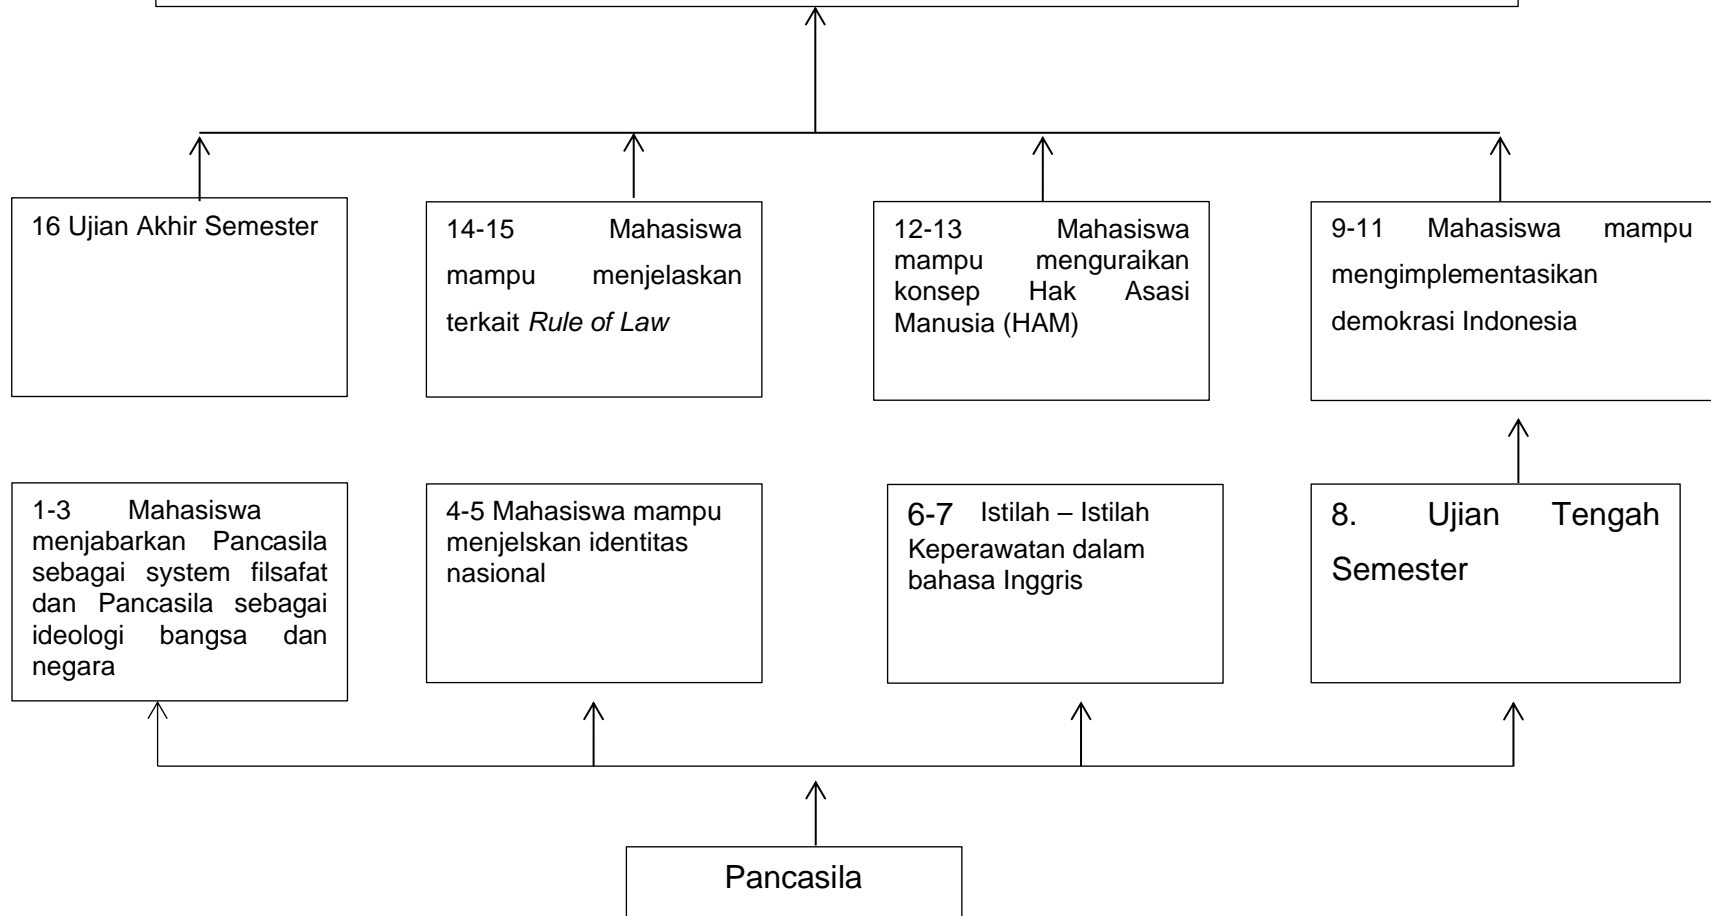 16 Ujian Akhir Semester
14-15 Mahasiswa
mampu menjelaskan
terkait Rule of Law
12-13 Mahasiswa
mampu menguraikan
konsep Hak Asasi
Manusia (HAM)
9-11 Mahasiswa mampu
mengimplementasikan
demokrasi Indonesia
1-3 Mahasiswa
menjabarkan Pancasila
sebagai system filsafat
dan Pancasila sebagai
ideologi bangsa dan
negara
4-5 Mahasiswa mampu
menjelskan identitas
nasional
6-7 Istilah – Istilah
Keperawatan dalam
bahasa Inggris
8. Ujian Tengah
Semester
Pancasila